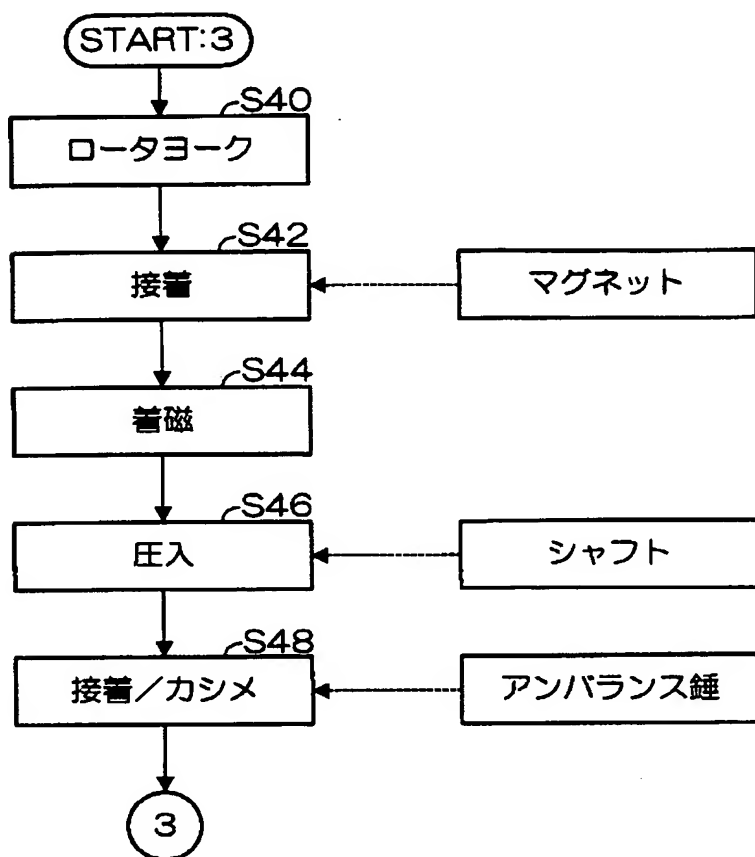 START:3
S40
ロータヨーク
S42
接着
マグネット
S44
着磁
S46
圧入
シャフト
S48
接着／カシメ
アンバランス錘
3